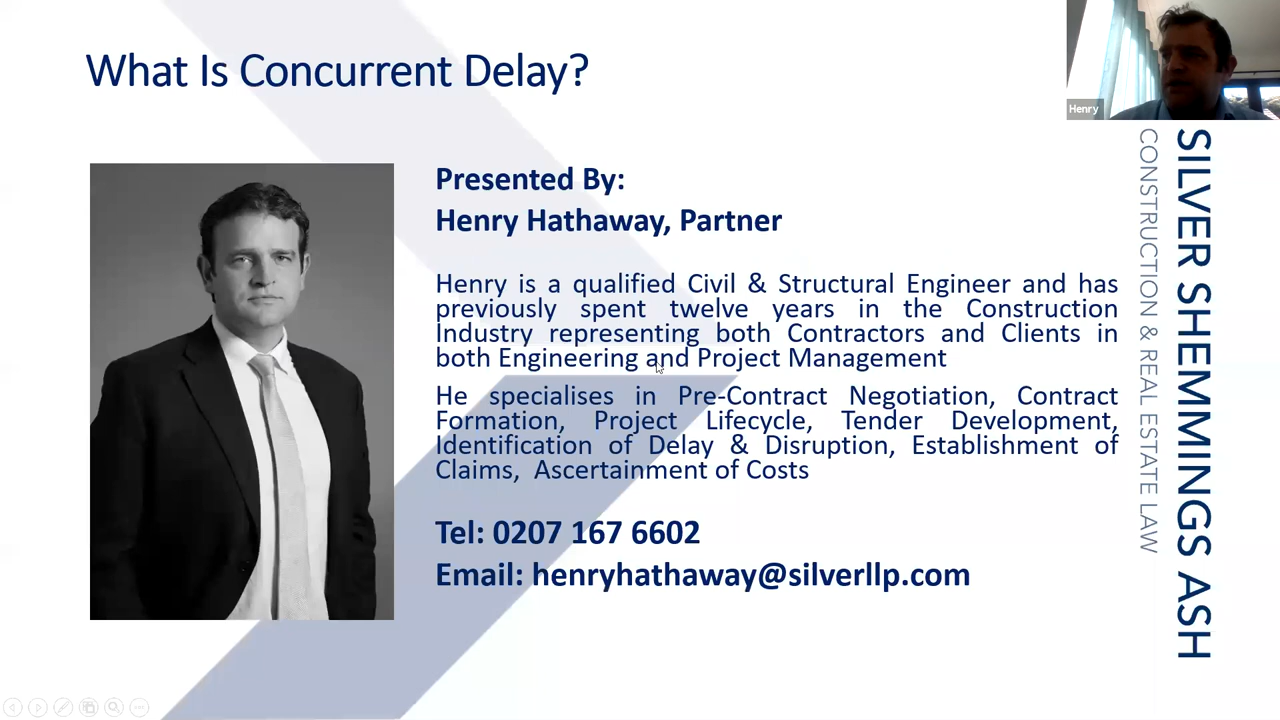 What Is Concurrent Delay?
Henry
Presented By:
Henry Hathaway, Partner
Henry is a qualified Civil & Structural Engineer and has
previously spent twelve years in the Construction
Industry representing both Contractors and Clients in
both Engineering and Project Management
He specialises in Pre-Contract Negotiation, Contract
Formation, Project Lifecycle, Tender Development,
Identification of Delay & Disruption, Establishment of
Claims, Ascertainment of Costs
Tel: 0207 167 6602
Email: henryhathaway@silverllp.com
SILVER SHEMMINGS ASH
CONSTRUCTION & REAL ESTATE LAW